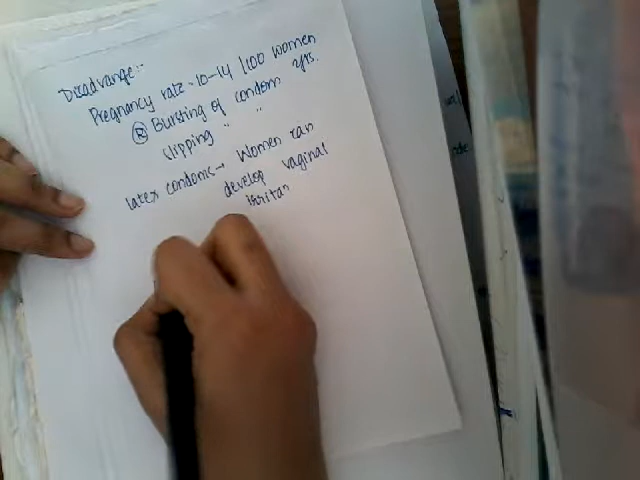 Disadvange:-
Pregnancy rate - 10-14 /100 women yrs.
Ⓡ Bursting of condom
slipping " "
latex condoms → Women can
develop vaginal
irritan